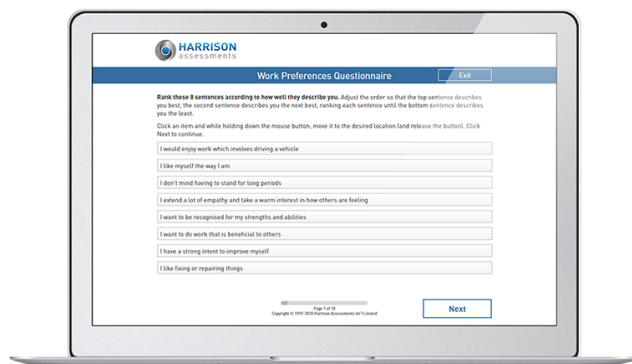 HARRISON
assessments
Work Preferences Questionnaire
Exit
Rank these 8 sentences according to how well they describe you. Adjust the order so that the top sentence describes
you best, the second sentence describes you the next best, ranking each sentence until the bottom sentence describes
you the least.
Click an item and while holding down the mouse button, move it to the desired location (and release the button). Click
Next to continue.
I would enjoy work which involves driving a vehicle
I like myself the way I am
I don't mind having to stand for long periods
I extend a lot of empathy and take a warm interest in how others are feeling
I want to be recognised for my strengths and abilities
I want to do work that is beneficial to others
I have a strong intent to improve myself
I like fixing or repairing things
Page 1 of 18
Copyright © 1991-2018 Harrison Assessments Int'l Limited
Next